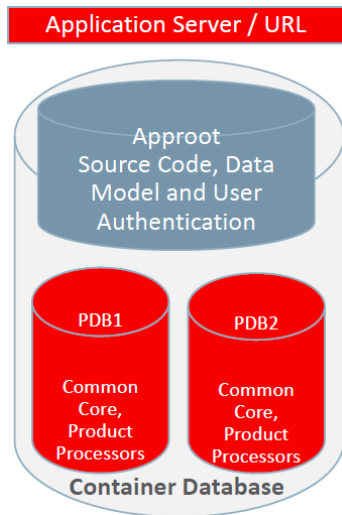 Application Server / URL
Approot
Source Code, Data
Model and User
Authentication
PDB1
Common
Core,
Product
Processors
PDB2
Common
Core,
Product
Processors
Container Database